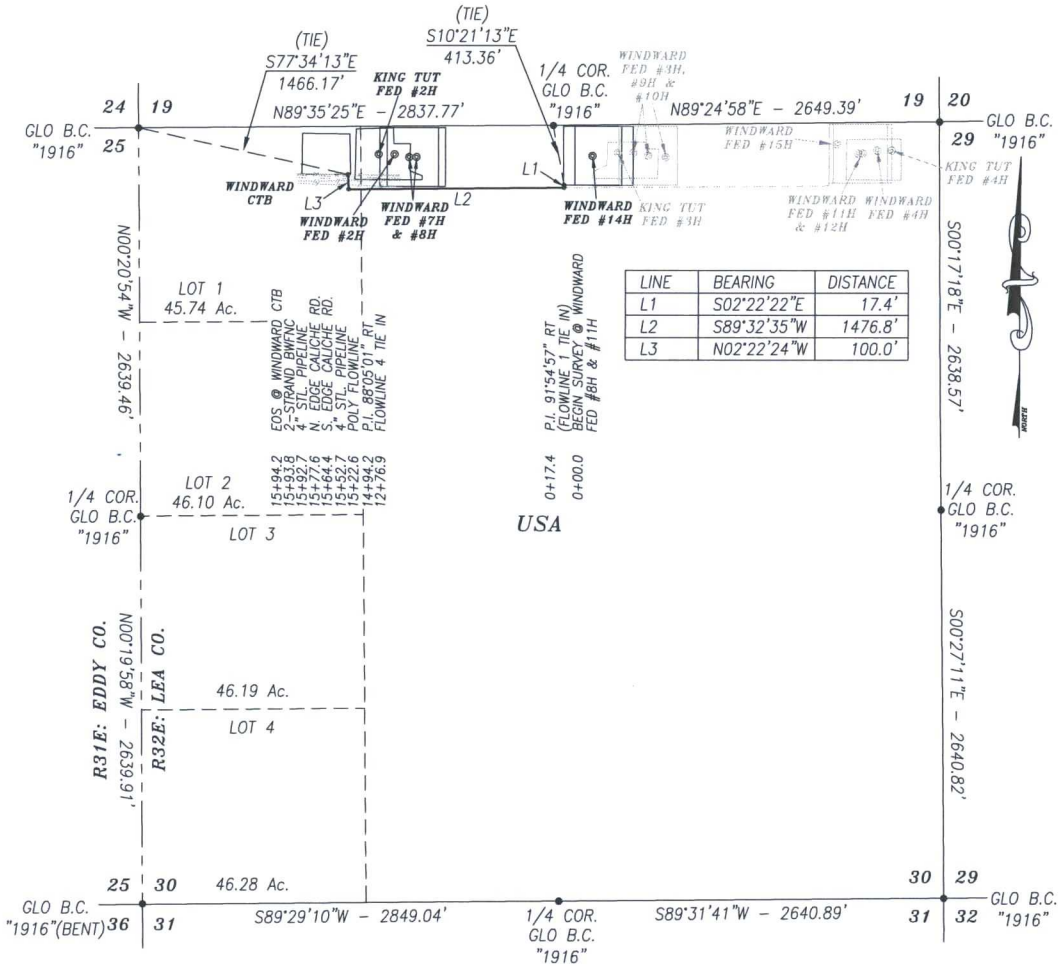 (TIE)
S77°34'13"E
1466.17'
(TIE)
S10°21'13"E
413.36'
KING TUT
FED #2H
1/4 COR.
GLO B.C.
"1916"
WINDWARD
FED #3H,
#9H &
#10H
24 19
N89°35'25"E - 2837.77'
N89°24'58"E - 2649.39'
19 20
GLO B.C.
"1916"
25
29
GLO B.C.
"1916"
WINDWARD
FED #15H
KING TUT
FED #4H
WINDWARD
CTB
L3
WINDWARD
FED #2H
WINDWARD
FED #7H
& #8H
L2
L1
WINDWARD
FED #14H
KING TUT
FED #3H
WINDWARD
FED #11H
& #12H
WINDWARD
FED #4H
NORTH
LINE BEARING DISTANCE
L1 S02°22'22"E 17.4'
L2 S89°32'35"W 1476.8'
L3 N02°22'24"W 100.0'
N00°20'54"W - 2639.46'
S00°17'18"E - 2638.57'
LOT 1
45.74 Ac.
15+94.2 EOS @ WINDWARD CTB
15+93.8 2-STRAND BWFNC
15+92.7 4" STL. PIPELINE
15+77.6 N. EDGE CALICHE RD.
15+64.4 S. EDGE CALICHE RD.
15+52.7 4" STL. PIPELINE
15+22.6 POLY FLOWLINE
14+94.2 P.I. 88°05'01" RT
12+76.9 FLOWLINE 4 TIE IN
0+17.4 P.I. 91°54'57" RT
(FLOWLINE 1 TIE IN)
0+00.0 BEGIN SURVEY @ WINDWARD
FED #8H & #11H
LOT 2
46.10 Ac.
1/4 COR.
GLO B.C.
"1916"
LOT 3
USA
1/4 COR.
GLO B.C.
"1916"
R31E: EDDY CO.
N00°19'58"W - 2639.91'
R32E: LEA CO.
46.19 Ac.
LOT 4
S00°27'11"E - 2640.82'
25 30
46.28 Ac.
30 29
GLO B.C.
"1916"(BENT)
36 31
S89°29'10"W - 2849.04'
1/4 COR.
GLO B.C.
"1916"
S89°31'41"W - 2640.89'
31 32
GLO B.C.
"1916"